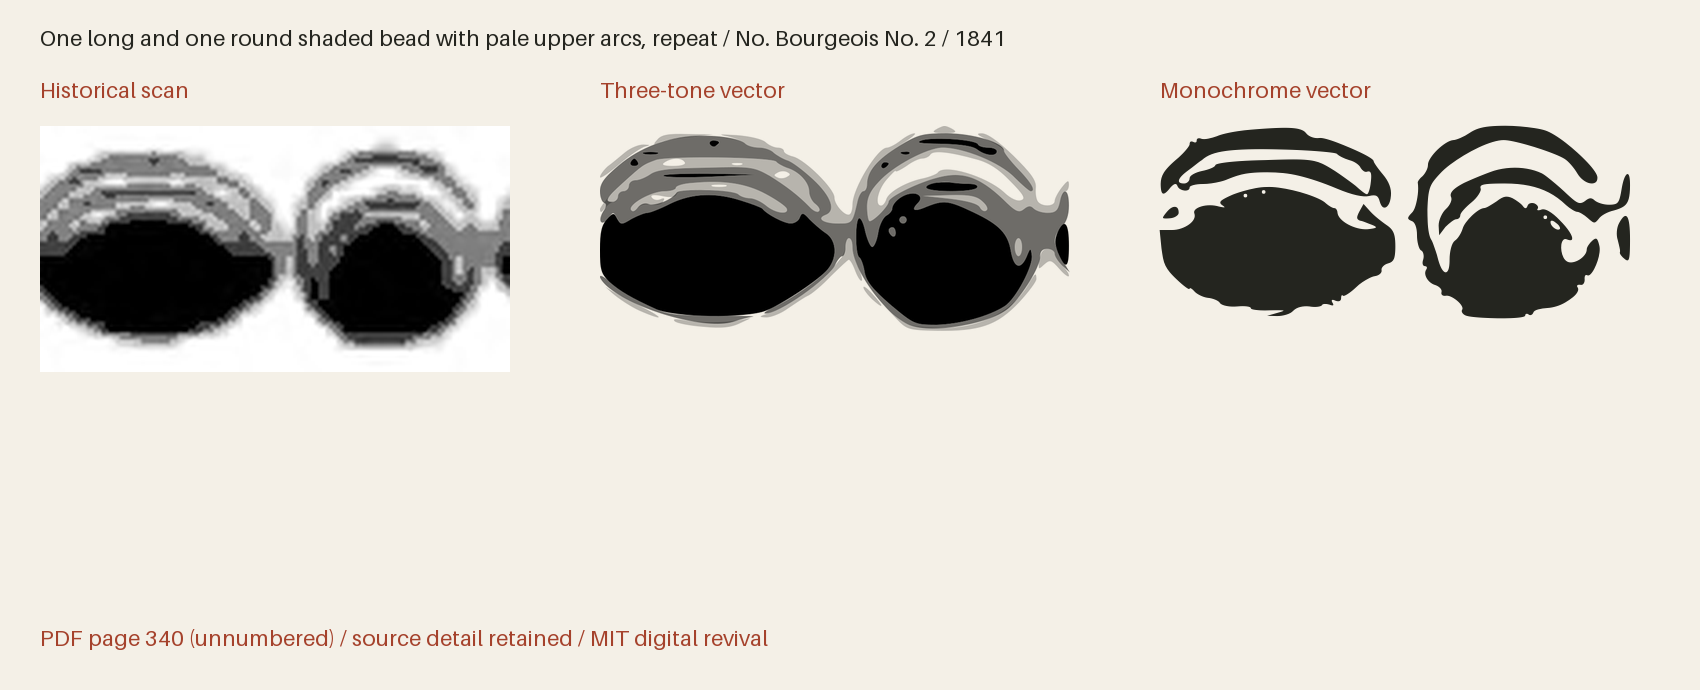 One long and one round shaded bead with pale upper arcs, repeat / No. Bourgeois No. 2 / 1841
Historical scan
Three-tone vector
Monochrome vector
PDF page 340 (unnumbered) / source detail retained / MIT digital revival